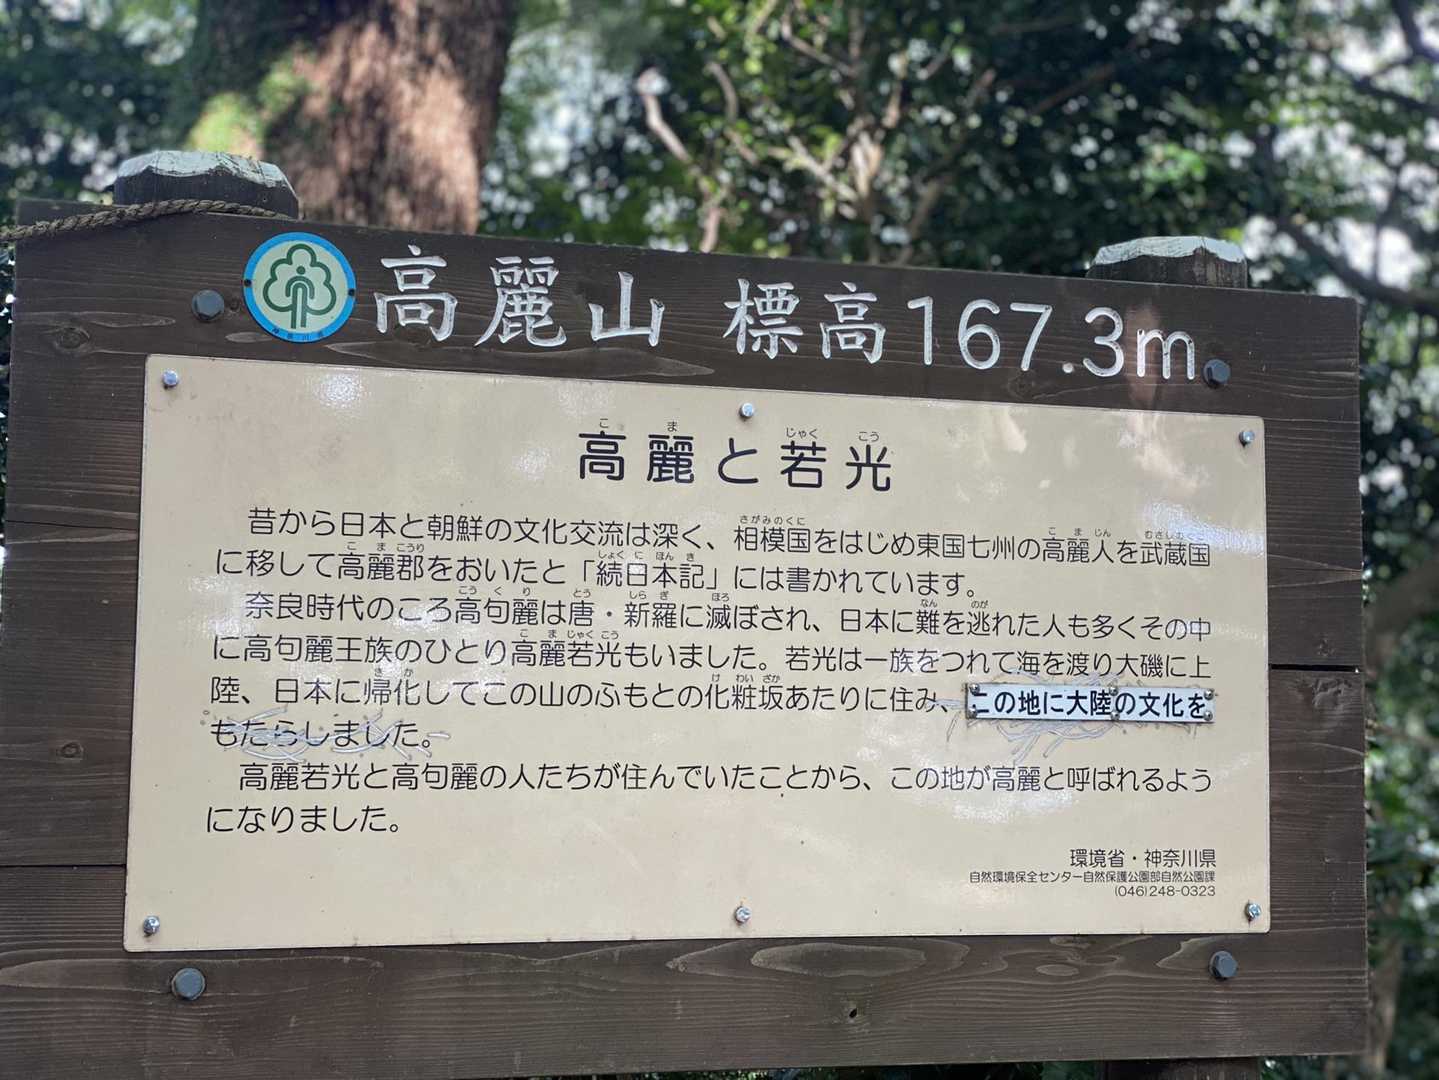 高麗山 標高167.3m
高麗と若光
昔から日本と朝鮮の文化交流は深く、相模国をはじめ東国七州の高麗人を武蔵国
に移して高麗郡をおいたと「続日本記」には書かれています。
奈良時代のころ高句麗は唐・新羅に滅ぼされ、日本に難を逃れた人も多くその中
に高句麗王族のひとり高麗若光もいました。若光は一族をつれて海を渡り大磯に上
陸、日本に帰化してこの山のふもとの化粧坂あたりに住み、この地に大陸の文化を
もたらしました。
高麗若光と高句麗の人たちが住んでいたことから、この地が高麗と呼ばれるよう
になりました。
環境省・神奈川県
自然環境保全センター自然保護公園部自然公園課
(046)248-0323